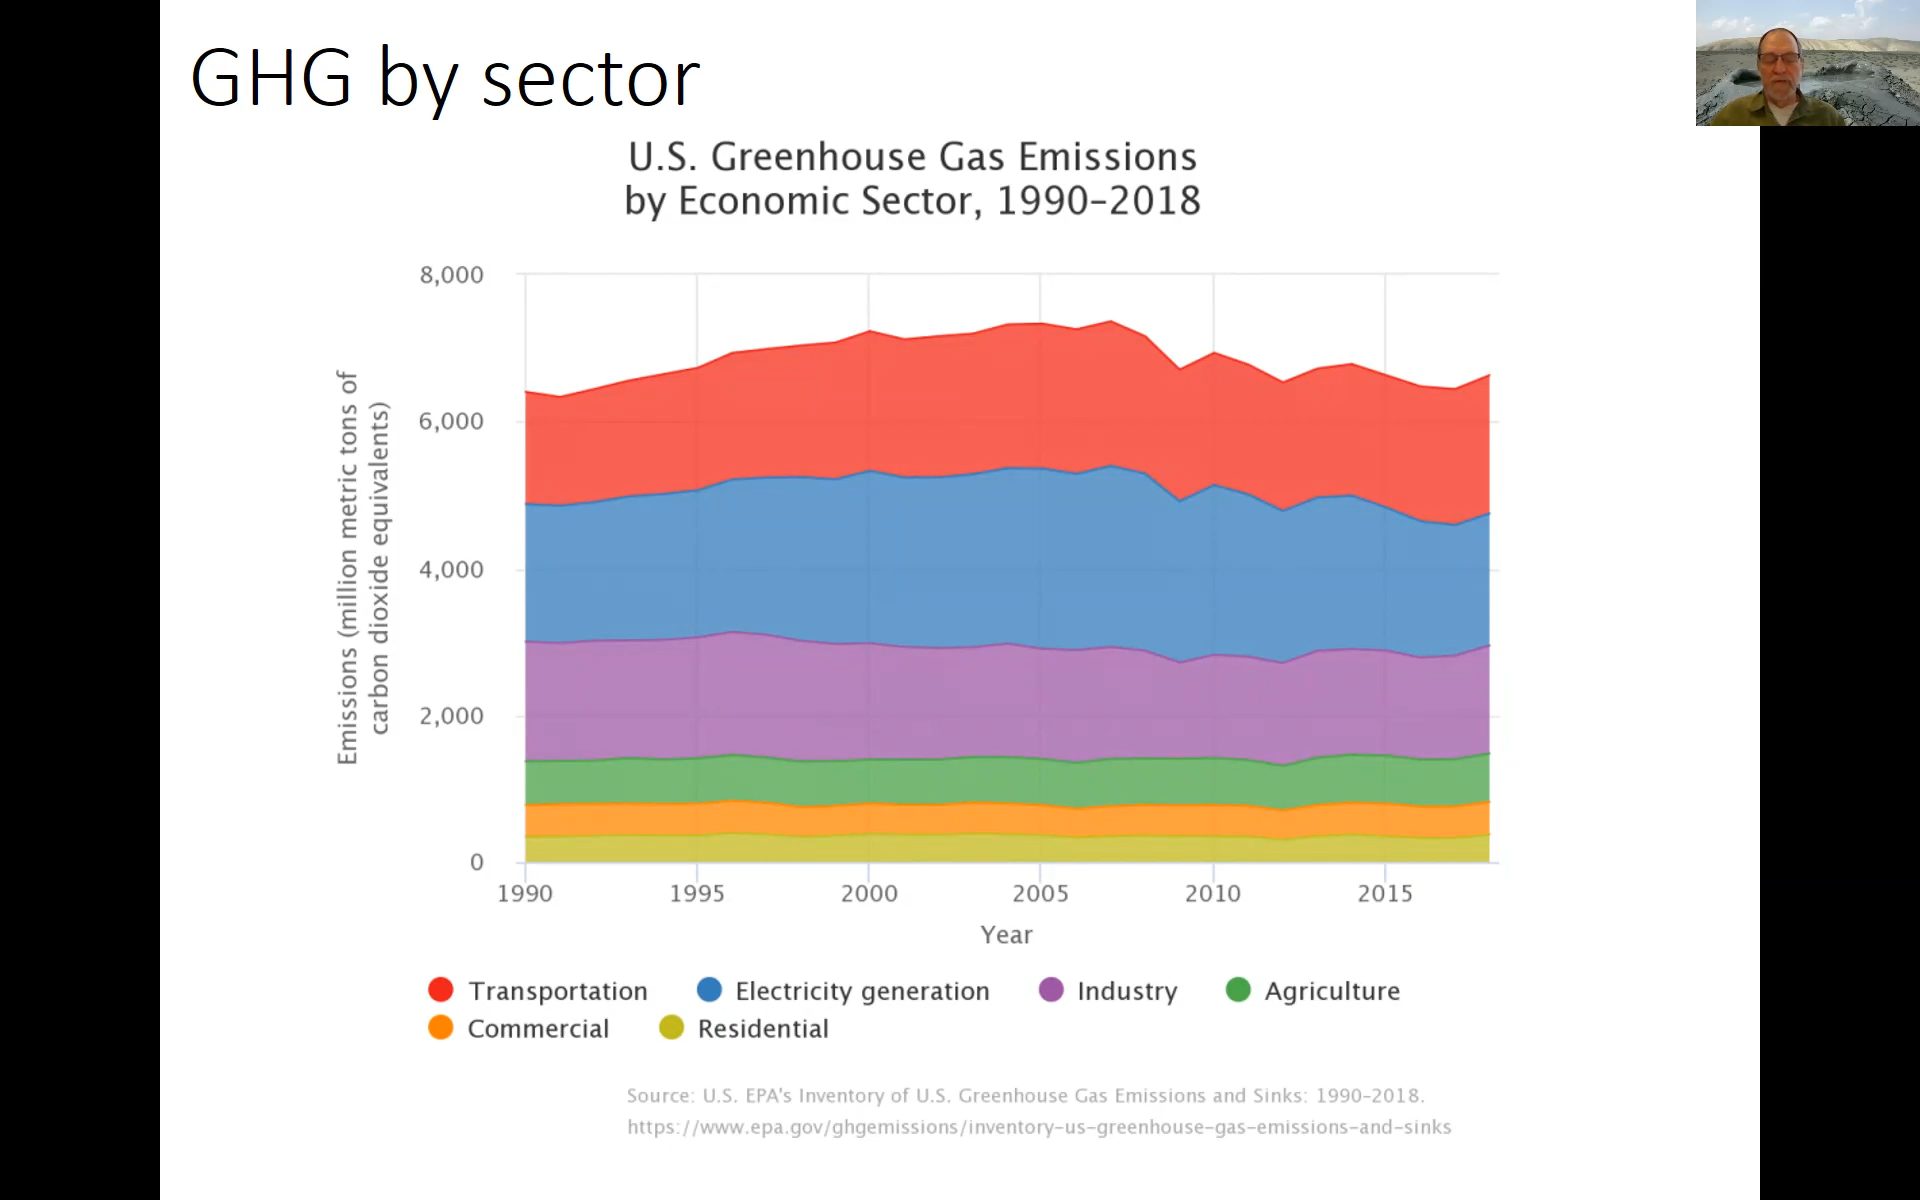 GHG by sector
U.S. Greenhouse Gas Emissions
by Economic Sector, 1990–2018
Emissions (million metric tons of
carbon dioxide equivalents)
8,000
6,000
4,000
2,000
0
1990 1995 2000 2005 2010 2015
Year
Transportation Electricity generation Industry Agriculture
Commercial Residential
Source: U.S. EPA's Inventory of U.S. Greenhouse Gas Emissions and Sinks: 1990–2018.
https://www.epa.gov/ghgemissions/inventory-us-greenhouse-gas-emissions-and-sinks